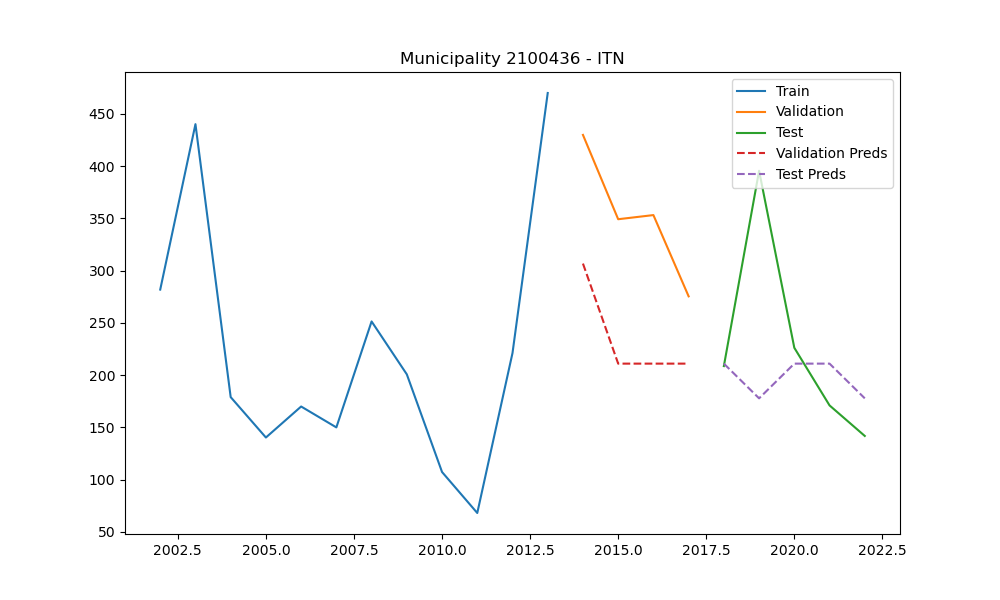 Municipality 2100436 - ITN
Train
Validation
Test
Validation Preds
Test Preds
450
400
350
300
250
200
150
100
50
2002.5 2005.0 2007.5 2010.0 2012.5 2015.0 2017.5 2020.0 2022.5